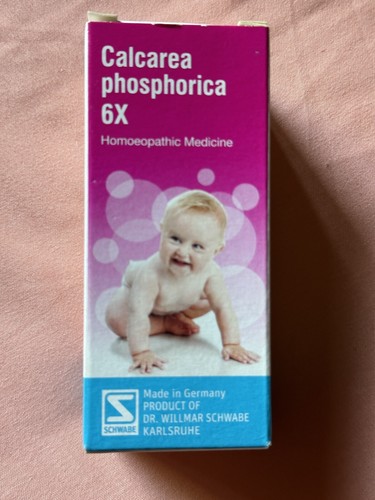 Calcarea
phosphorica
6X
Homoeopathic Medicine
Made in Germany
PRODUCT OF
DR. WILLMAR SCHWABE
KARLSRUHE
SCHWABE